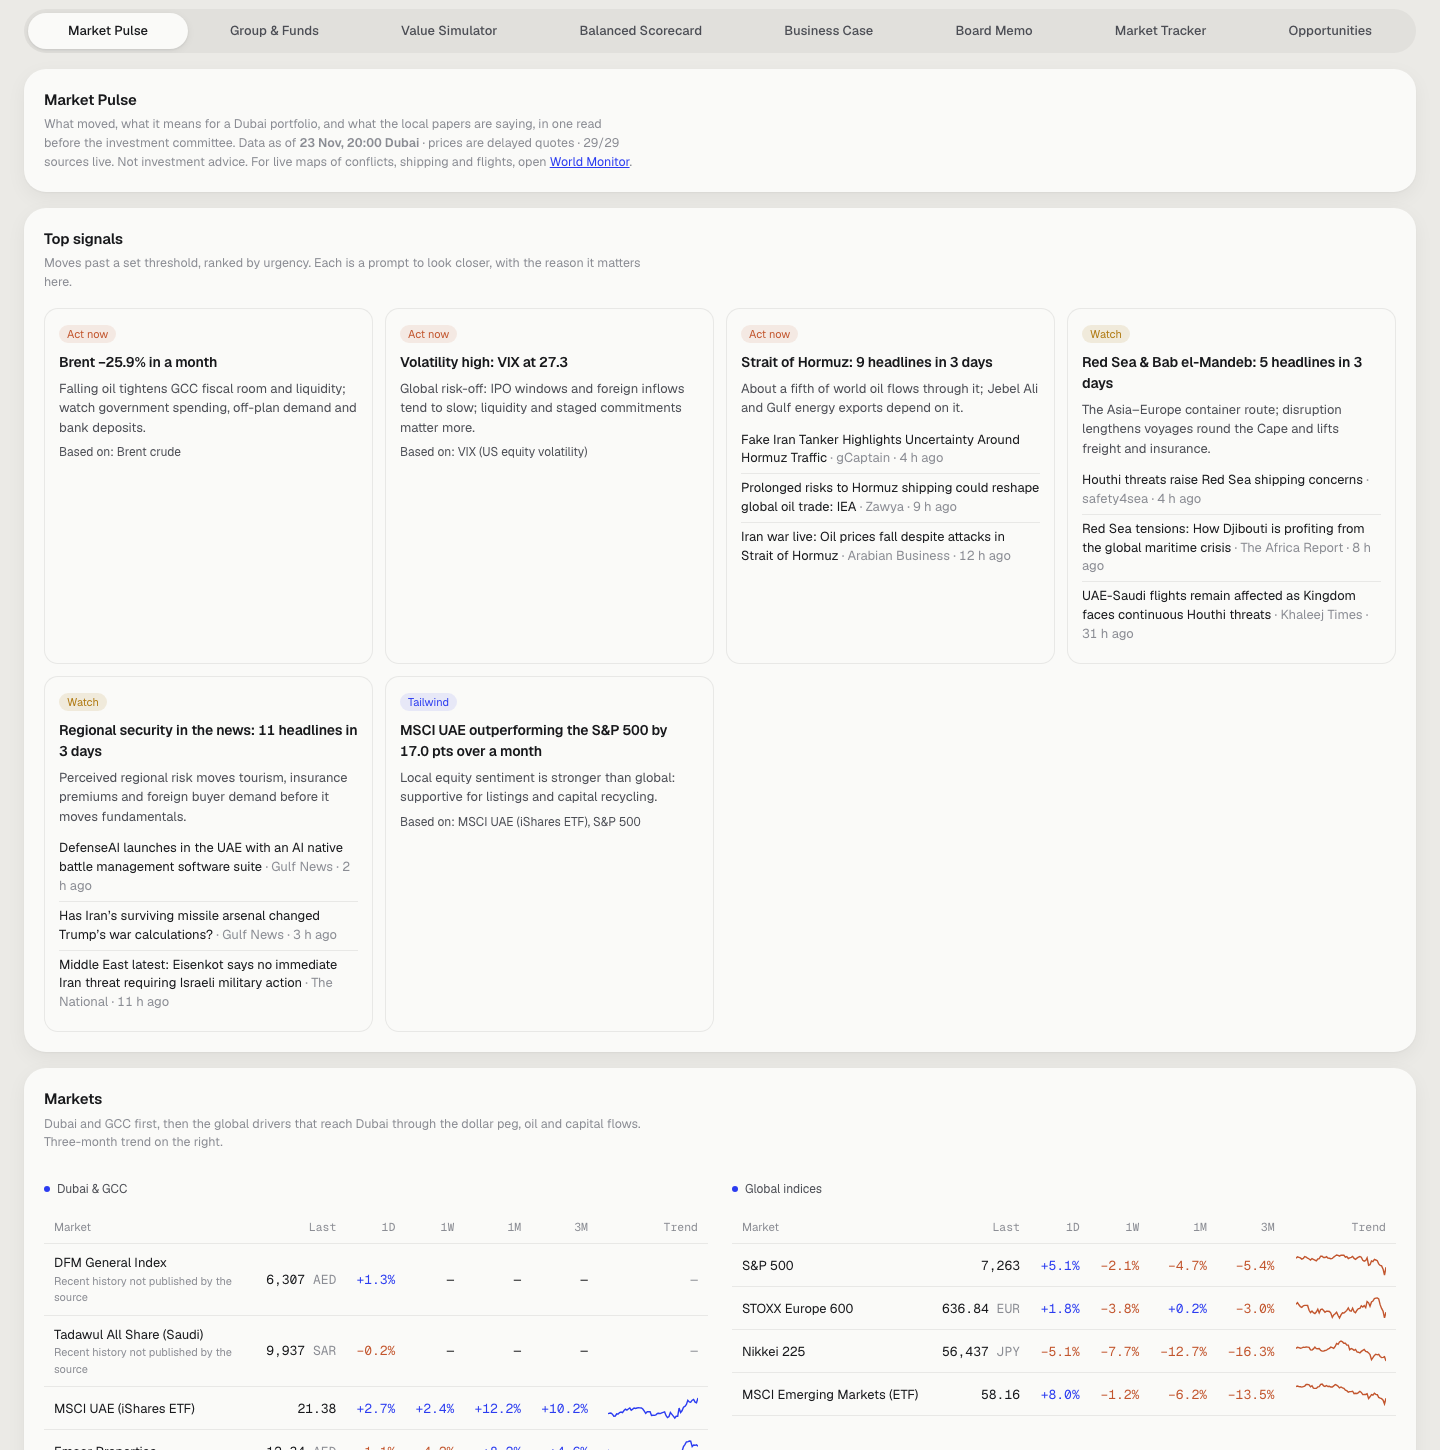 Market Pulse
Group & Funds
Value Simulator
Balanced Scorecard
Business Case
Board Memo
Market Tracker
Opportunities
Market Pulse
What moved, what it means for a Dubai portfolio, and what the local papers are saying, in one read
before the investment committee. Data as of 23 Nov, 20:00 Dubai · prices are delayed quotes · 29/29
sources live. Not investment advice. For live maps of conflicts, shipping and flights, open World Monitor.
Top signals
Moves past a set threshold, ranked by urgency. Each is a prompt to look closer, with the reason it matters
here.
Act now
Brent −25.9% in a month
Falling oil tightens GCC fiscal room and liquidity;
watch government spending, off-plan demand and
bank deposits.
Based on: Brent crude
Act now
Volatility high: VIX at 27.3
Global risk-off: IPO windows and foreign inflows
tend to slow; liquidity and staged commitments
matter more.
Based on: VIX (US equity volatility)
Act now
Strait of Hormuz: 9 headlines in 3 days
About a fifth of world oil flows through it; Jebel Ali
and Gulf energy exports depend on it.
Fake Iran Tanker Highlights Uncertainty Around
Hormuz Traffic · gCaptain · 4 h ago
Prolonged risks to Hormuz shipping could reshape
global oil trade: IEA · Zawya · 9 h ago
Iran war live: Oil prices fall despite attacks in
Strait of Hormuz · Arabian Business · 12 h ago
Watch
Red Sea & Bab el-Mandeb: 5 headlines in 3
days
The Asia–Europe container route; disruption
lengthens voyages round the Cape and lifts
freight and insurance.
Houthi threats raise Red Sea shipping concerns ·
safety4sea · 4 h ago
Red Sea tensions: How Djibouti is profiting from
the global maritime crisis · The Africa Report · 8 h
ago
UAE-Saudi flights remain affected as Kingdom
faces continuous Houthi threats · Khaleej Times ·
31 h ago
Watch
Regional security in the news: 11 headlines in
3 days
Perceived regional risk moves tourism, insurance
premiums and foreign buyer demand before it
moves fundamentals.
DefenseAI launches in the UAE with an AI native
battle management software suite · Gulf News · 2
h ago
Has Iran’s surviving missile arsenal changed
Trump’s war calculations? · Gulf News · 3 h ago
Middle East latest: Eisenkot says no immediate
Iran threat requiring Israeli military action · The
National · 11 h ago
Tailwind
MSCI UAE outperforming the S&P 500 by
17.0 pts over a month
Local equity sentiment is stronger than global:
supportive for listings and capital recycling.
Based on: MSCI UAE (iShares ETF), S&P 500
Markets
Dubai and GCC first, then the global drivers that reach Dubai through the dollar peg, oil and capital flows.
Three-month trend on the right.
Dubai & GCC
Market Last 1D 1W 1M 3M Trend
DFM General Index
Recent history not published by the
source
6,307 AED +1.3% — — — —
Tadawul All Share (Saudi)
Recent history not published by the
source
9,937 SAR −0.2% — — — —
MSCI UAE (iShares ETF) 21.38 +2.7% +2.4% +12.2% +10.2%
Global indices
Market Last 1D 1W 1M 3M Trend
S&P 500 7,263 +5.1% −2.1% −4.7% −5.4%
STOXX Europe 600 636.84 EUR +1.8% −3.8% +0.2% −3.0%
Nikkei 225 56,437 JPY −5.1% −7.7% −12.7% −16.3%
MSCI Emerging Markets (ETF) 58.16 +8.0% −1.2% −6.2% −13.5%